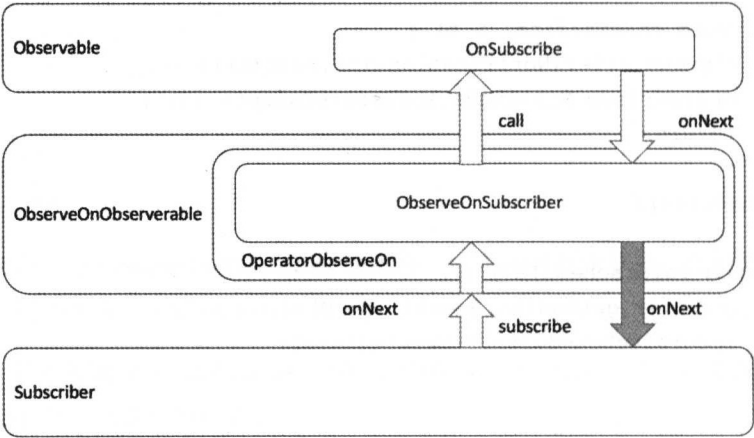 Observable
OnSubscribe
call
onNext
ObserveOnObserverable
ObserveOnSubscriber
OperatorObserveOn
onNext
subscribe
onNext
Subscriber